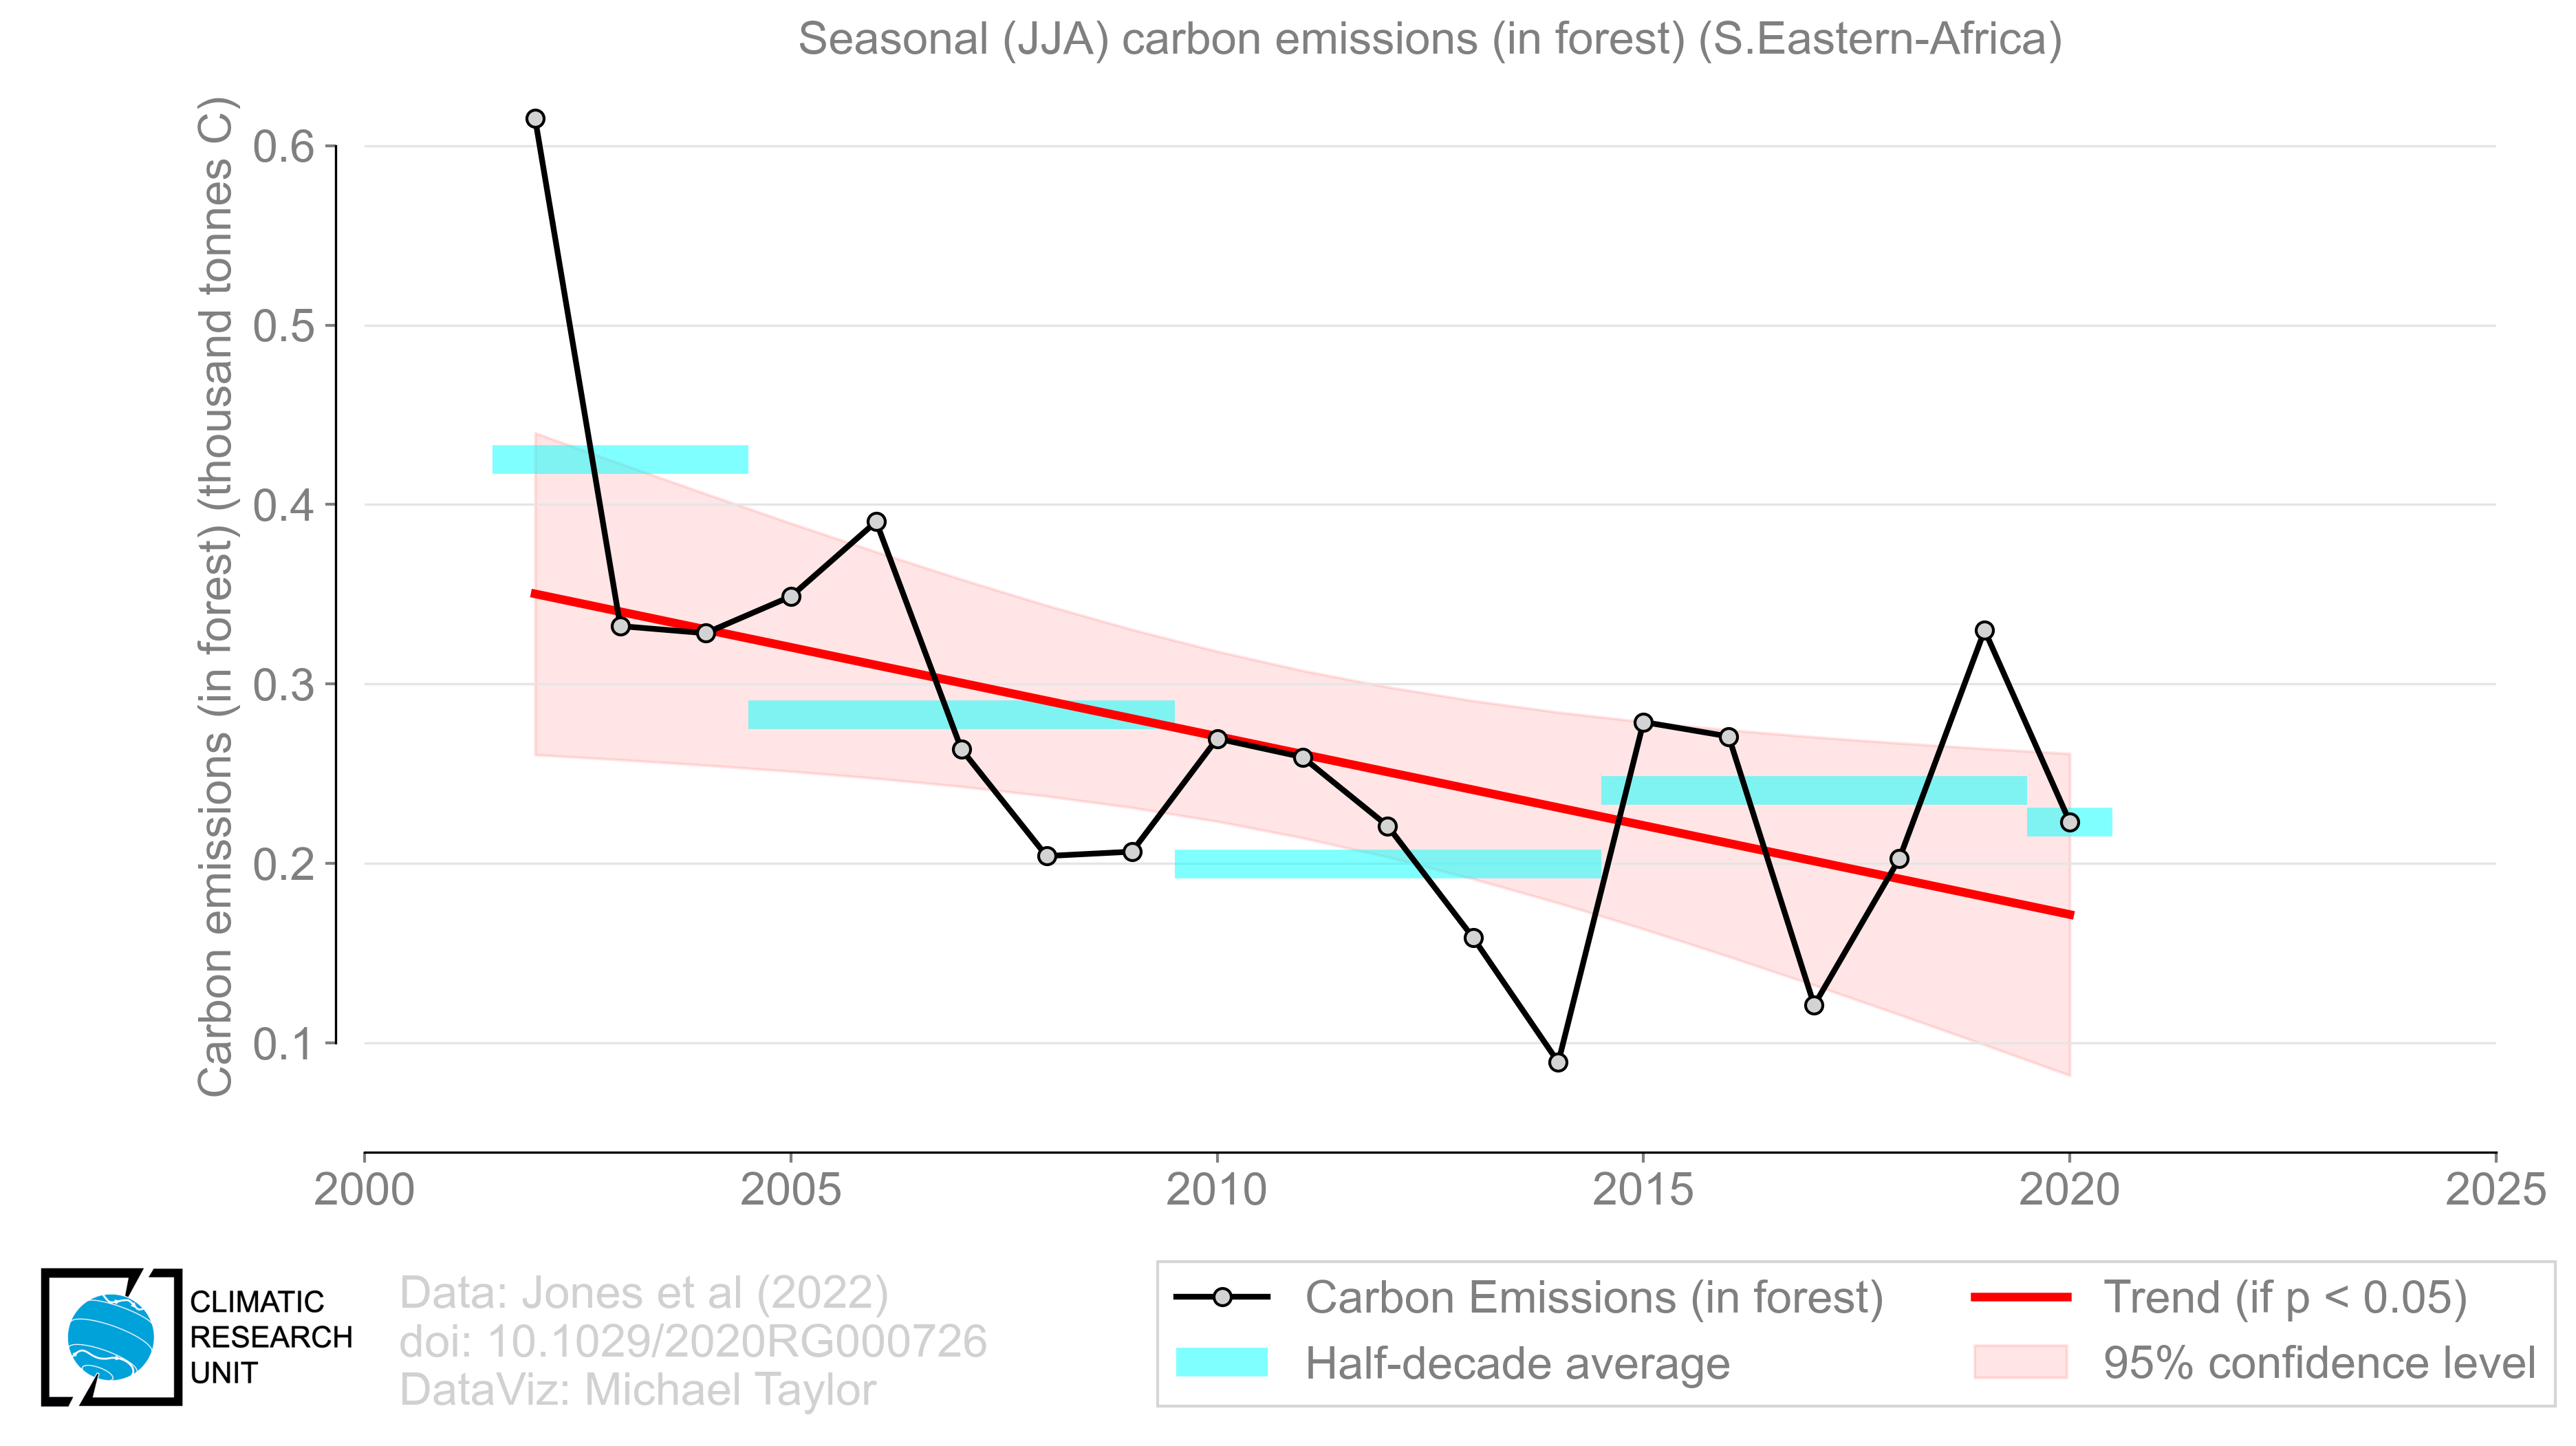 Seasonal (JJA) carbon emissions (in forest) (S.Eastern-Africa)
Carbon emissions (in forest) (thousand tonnes C)
0.6
0.5
0.4
0.3
0.2
0.1
2000
2005
2010
2015
2020
2025
CLIMATIC
RESEARCH
UNIT
Data: Jones et al (2022)
doi: 10.1029/2020RG000726
DataViz: Michael Taylor
Carbon Emissions (in forest)
Half-decade average
Trend (if p < 0.05)
95% confidence level